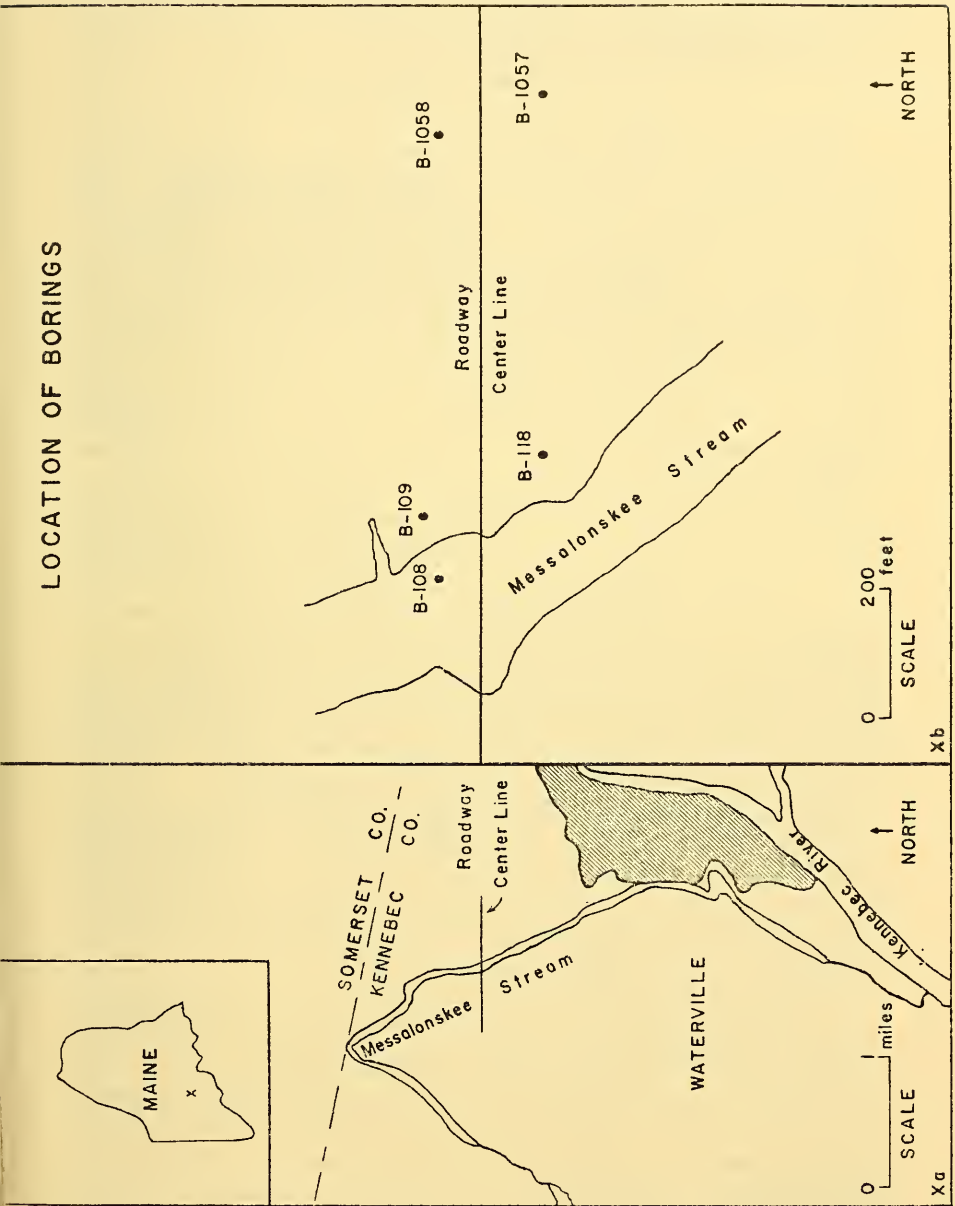 LOCATION OF BORINGS
B-1058
B-1057
Roadway
Center Line
B-109
B-108
B-118
Messalonskee Stream
NORTH
0 200
feet
SCALE
Xb
MAINE
x
SOMERSET CO.
KENNEBEC CO.
Roadway
Center Line
Messalonskee Stream
WATERVILLE
Kennebec River
NORTH
0 1
miles
SCALE
Xa